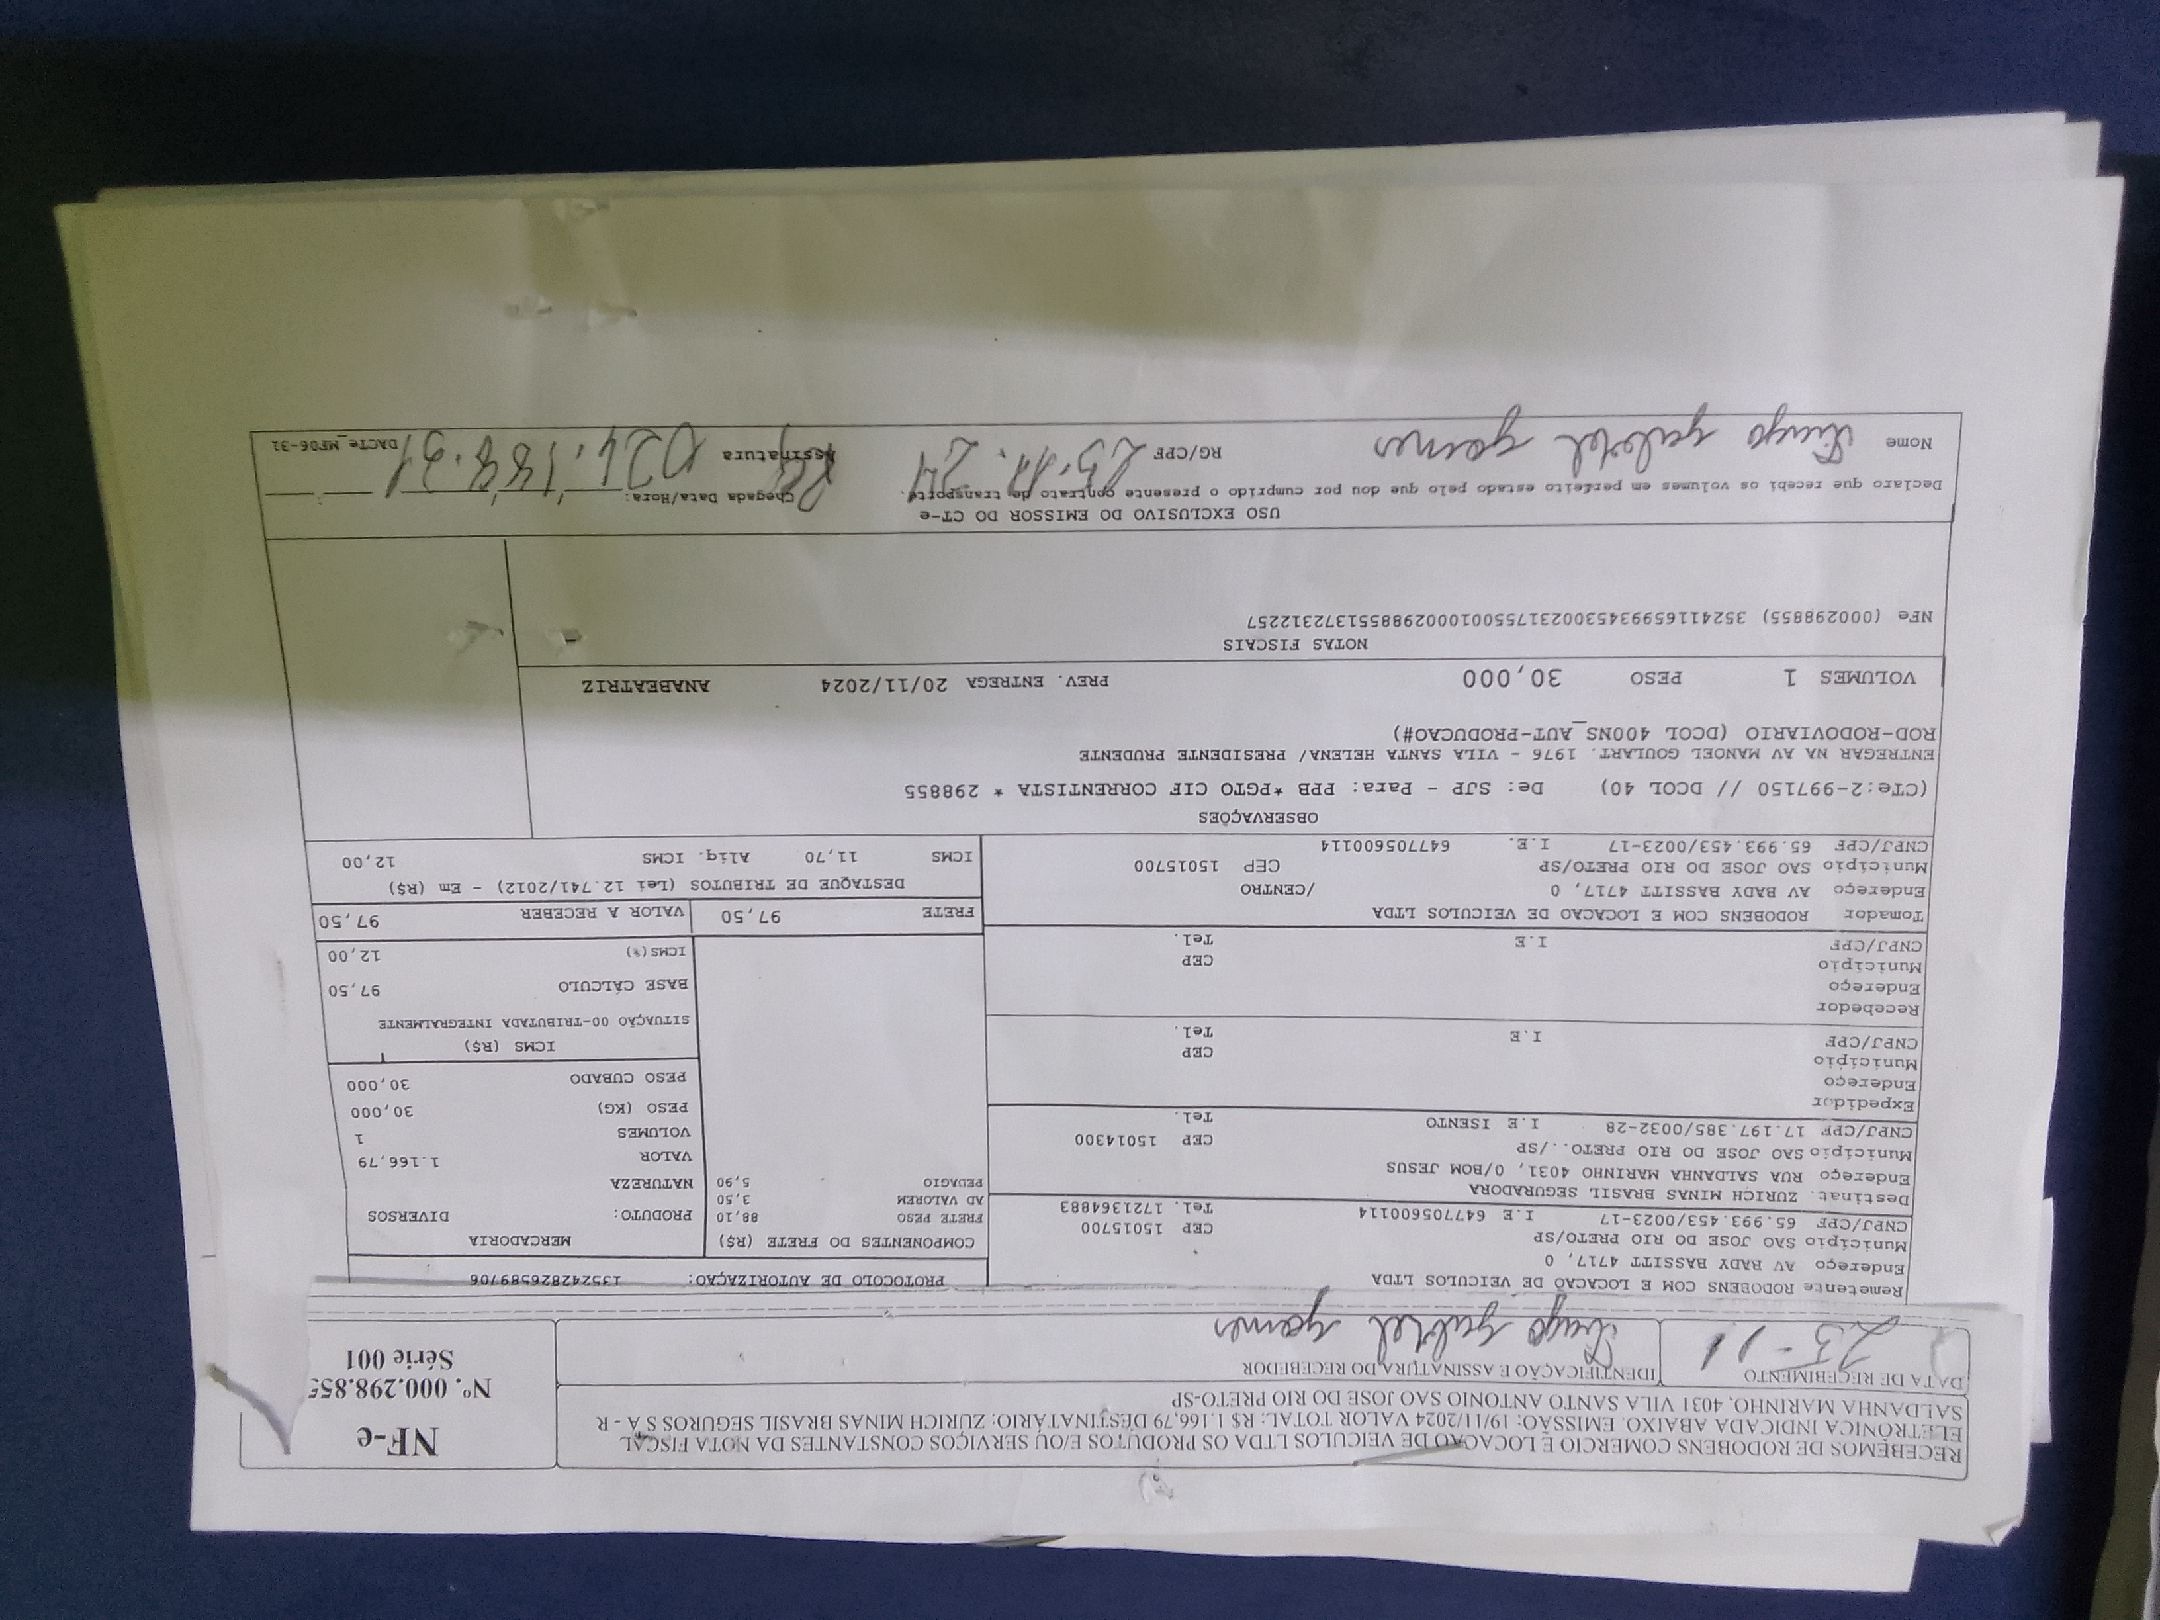 RECEBEMOS DE RODOBENS COMERCIO E LOCACAO DE VEICULOS LTDA OS PRODUTOS E/OU SERVIÇOS CONSTANTES DA NOTA FISCAL
ELETRÔNICA INDICADA ABAIXO. EMISSÃO: 19/11/2024 VALOR TOTAL: R$ 1.166,79 DESTINATÁRIO: ZURICH MINAS BRASIL SEGUROS S A - R
SALDANHA MARINHO, 4031 VILA SANTO ANTONIO SAO JOSE DO RIO PRETO-SP
NF-e
Nº. 000.298.855
Série 001
DATA DE RECEBIMENTO
23-11
IDENTIFICAÇÃO E ASSINATURA DO RECEBEDOR
gabriel gomes
Remetente RODOBENS COM E LOCACAO DE VEICULOS LTDA
Endereço AV BADY BASSITT 4717, 0
Município SAO JOSE DO RIO PRETO/SP CEP 15015700
CNPJ/CPF 65.993.453/0023-17 I.E 647705600114 Tel. 1721364883
Destinat. ZURICH MINAS BRASIL SEGURADORA
Endereço RUA SALDANHA MARINHO 4031, 0/BOM JESUS
Município SAO JOSE DO RIO PRETO../SP CEP 15014300
CNPJ/CPF 17.197.385/0032-28 I.E ISENTO Tel.
Expedidor
Endereço
Município CEP
CNPJ/CPF I.E Tel.
Recebedor
Endereço
Município CEP
CNPJ/CPF I.E Tel.
Tomador RODOBENS COM E LOCACAO DE VEICULOS LTDA
Endereço AV BADY BASSITT 4717, 0 /CENTRO
Município SAO JOSE DO RIO PRETO/SP CEP 15015700
CNPJ/CPF 65.993.453/0023-17 I.E. 647705600114
PROTOCOLO DE AUTORIZAÇÃO: 135242826589706
COMPONENTES DO FRETE (R$)
FRETE PESO 88,10
AD VALOREM 3,50
PEDAGIO 5,90
MERCADORIA
PRODUTO: DIVERSOS
NATUREZA
VALOR 1.166,79
VOLUMES 1
PESO (KG) 30,000
PESO CUBADO 30,000
ICMS (R$)
SITUAÇÃO 00-TRIBUTADA INTEGRALMENTE
BASE CÁLCULO 97,50
ICMS(%) 12,00
FRETE 97,50 VALOR A RECEBER 97,50
DESTAQUE DE TRIBUTOS (Lei 12.741/2012) - Em (R$)
ICMS 11,70 Aliq. ICMS 12,00
OBSERVAÇÕES
(CTe:2-997150 // DCOL 40) De: SJP - Para: PPB *PGTO CIF CORRENTISTA * 298855
ENTREGAR NA AV MANOEL GOULART. 1976 - VILA SANTA HELENA/ PRESIDENTE PRUDENTE
ROD-RODOVIARIO (DCOL 400NS_AUT-PRODUCAO#)
VOLUMES 1 PESO 30,000 PREV. ENTREGA 20/11/2024 ANABEATRIZ
NOTAS FISCAIS
NFe (000298855) 35241165993453002317550010002988551372312257
USO EXCLUSIVO DO EMISSOR DO CT-e
Declaro que recebi os volumes em perfeito estado pelo que dou por cumprido o presente contrato de transporte. Chegada Data/Hora:
Nome gabriel gomes RG/CPF 23.11.24 Assinatura
DACTe_MF06-31